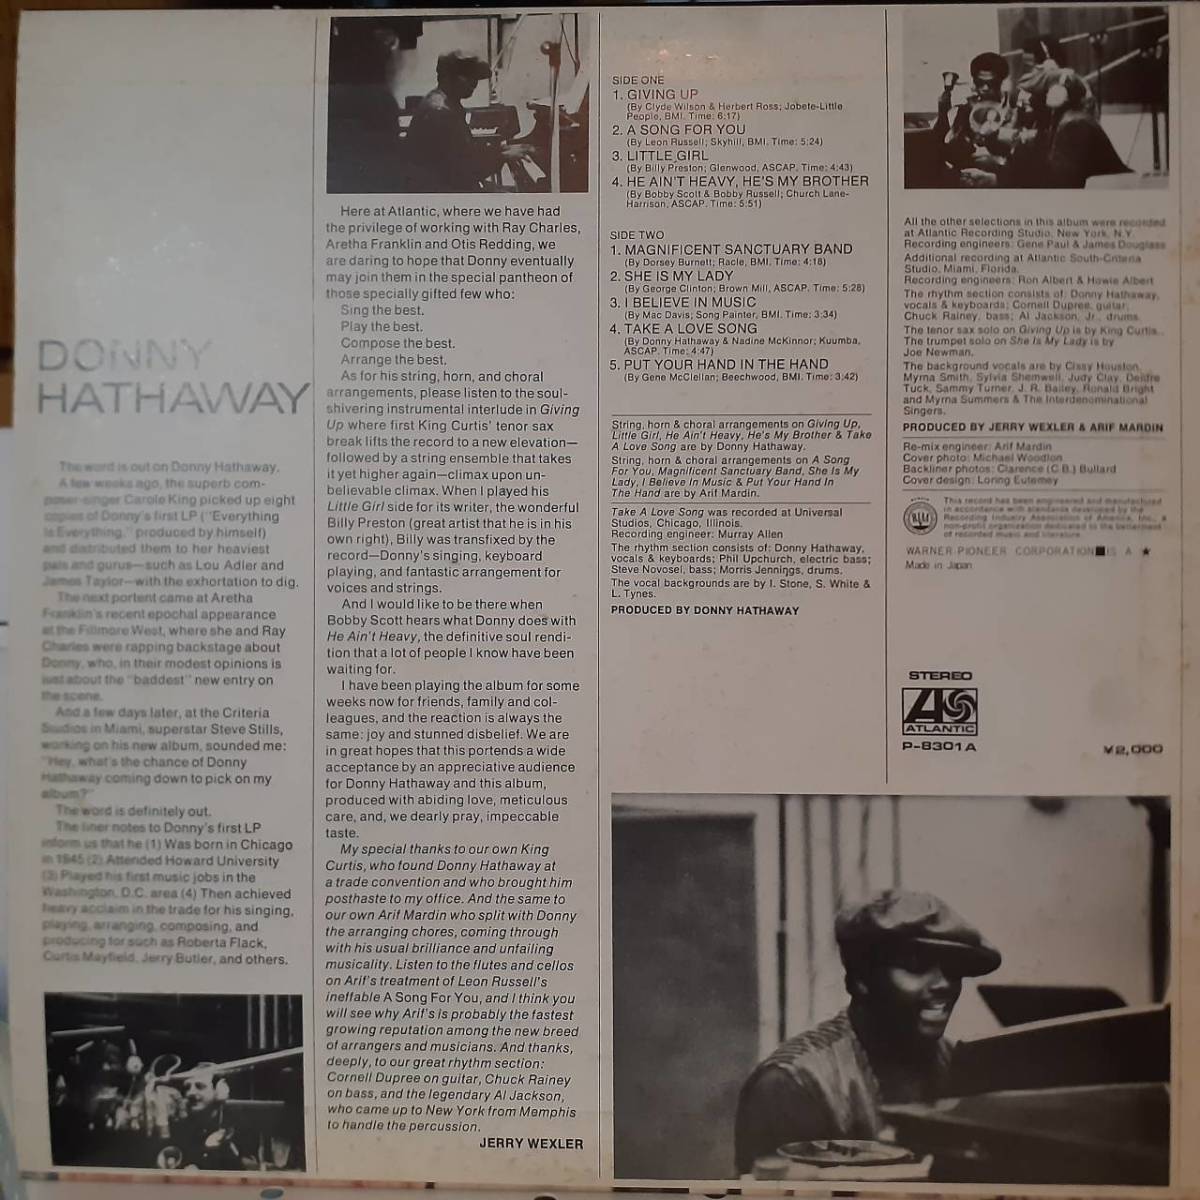 DONNY
HATHAWAY
The word is out on Donny Hathaway.
A few weeks ago, the superb com-
poser-singer Carole King picked up eight
copies of Donny's first LP ("Everything
is Everything," produced by himself)
and distributed them to her heaviest
pals and gurus—such as Lou Adler and
James Taylor—with the exhortation to dig.
The next portent came at Aretha
Franklin's recent epochal appearance
at the Fillmore West, where she and Ray
Charles were rapping backstage about
Donny, who, in their modest opinions is
just about the "baddest" new entry on
the scene.
And a few days later, at the Criteria
Studios in Miami, superstar Steve Stills,
working on his new album, sounded me:
"Hey, what's the chance of Donny
Hathaway coming down to pick on my
album?"
The word is definitely out.
The liner notes to Donny's first LP
inform us that he (1) Was born in Chicago
in 1945 (2) Attended Howard University
(3) Played his first music jobs in the
Washington, D.C. area (4) Then achieved
heavy acclaim in the trade for his singing,
playing, arranging, composing, and
producing for such as Roberta Flack,
Curtis Mayfield, Jerry Butler, and others.
Here at Atlantic, where we have had
the privilege of working with Ray Charles,
Aretha Franklin and Otis Redding, we
are daring to hope that Donny eventually
may join them in the special pantheon of
those specially gifted few who:
Sing the best.
Play the best.
Compose the best.
Arrange the best.
As for his string, horn, and choral
arrangements, please listen to the soul-
shivering instrumental interlude in Giving
Up where first King Curtis' tenor sax
break lifts the record to a new elevation—
followed by a string ensemble that takes
it yet higher again—climax upon un-
believable climax. When I played his
Little Girl side for its writer, the wonderful
Billy Preston (great artist that he is in his
own right), Billy was transfixed by the
record—Donny's singing, keyboard
playing, and fantastic arrangement for
voices and strings.
And I would like to be there when
Bobby Scott hears what Donny does with
He Ain't Heavy, the definitive soul rendi-
tion that a lot of people I know have been
waiting for.
I have been playing the album for some
weeks now for friends, family and col-
leagues, and the reaction is always the
same: joy and stunned disbelief. We are
in great hopes that this portends a wide
acceptance by an appreciative audience
for Donny Hathaway and this album,
produced with abiding love, meticulous
care, and, we dearly pray, impeccable
taste.
My special thanks to our own King
Curtis, who found Donny Hathaway at
a trade convention and who brought him
posthaste to my office. And the same to
our own Arif Mardin who split with Donny
the arranging chores, coming through
with his usual brilliance and unfailing
musicality. Listen to the flutes and cellos
on Arif's treatment of Leon Russell's
ineffable A Song For You, and I think you
will see why Arif's is probably the fastest
growing reputation among the new breed
of arrangers and musicians. And thanks,
deeply, to our great rhythm section:
Cornell Dupree on guitar, Chuck Rainey
on bass, and the legendary Al Jackson,
who came up to New York from Memphis
to handle the percussion.
JERRY WEXLER
SIDE ONE
1. GIVING UP
(By Clyde Wilson & Herbert Ross; Jobete-Little
People, BMI. Time: 6:17)
2. A SONG FOR YOU
(By Leon Russell; Skyhill, BMI. Time: 5:24)
3. LITTLE GIRL
(By Billy Preston; Glenwood, ASCAP. Time: 4:43)
4. HE AIN'T HEAVY, HE'S MY BROTHER
(By Bobby Scott & Bobby Russell; Church Lane-
Harrison, ASCAP. Time: 5:51)
SIDE TWO
1. MAGNIFICENT SANCTUARY BAND
(By Dorsey Burnett; Racle, BMI. Time: 4:18)
2. SHE IS MY LADY
(By George Clinton; Brown Mill, ASCAP. Time: 5:28)
3. I BELIEVE IN MUSIC
(By Mac Davis; Song Painter, BMI. Time: 3:34)
4. TAKE A LOVE SONG
(By Donny Hathaway & Nadine McKinnor; Kuumba,
ASCAP. Time: 4:47)
5. PUT YOUR HAND IN THE HAND
(By Gene McClellan; Beechwood, BMI. Time: 3:42)
String, horn & choral arrangements on Giving Up,
Little Girl, He Ain't Heavy, He's My Brother & Take
A Love Song are by Donny Hathaway.
String, horn & choral arrangements on A Song
For You, Magnificent Sanctuary Band, She Is My
Lady, I Believe In Music & Put Your Hand In
The Hand are by Arif Mardin.
Take A Love Song was recorded at Universal
Studios, Chicago, Illinois.
Recording engineer: Murray Allen
The rhythm section consists of: Donny Hathaway,
vocals & keyboards; Phil Upchurch, electric bass;
Steve Novosel, bass; Morris Jennings, drums.
The vocal backgrounds are by I. Stone, S. White &
L. Tynes.
PRODUCED BY DONNY HATHAWAY
All the other selections in this album were recorded
at Atlantic Recording Studio, New York, N.Y.
Recording engineers: Gene Paul & James Douglass
Additional recording at Atlantic South-Criteria
Studio, Miami, Florida.
Recording engineers: Ron Albert & Howie Albert
The rhythm section consists of: Donny Hathaway,
vocals & keyboards; Cornell Dupree, guitar;
Chuck Rainey, bass; Al Jackson, Jr., drums.
The tenor sax solo on Giving Up is by King Curtis.
The trumpet solo on She Is My Lady is by
Joe Newman.
The background vocals are by Cissy Houston,
Myrna Smith, Sylvia Shemwell, Judy Clay, Deirdre
Tuck, Sammy Turner, J. R. Bailey, Ronald Bright
and Myrna Summers & The Interdenominational
Singers.
PRODUCED BY JERRY WEXLER & ARIF MARDIN
Re-mix engineer: Arif Mardin
Cover photo: Michael Woodlon
Backliner photos: Clarence (C.B.) Bullard
Cover design: Loring Eutemey
RIAJ
This record has been engineered and manufactured
in accordance with standards developed by the
Recording Industry Association of America, Inc., a
non-profit organization dedicated to the betterment
of recorded music and literature.
WARNER-PIONEER CORPORATION■IS A ★
Made in Japan
STEREO
ATLANTIC
P-8301A
¥2,000